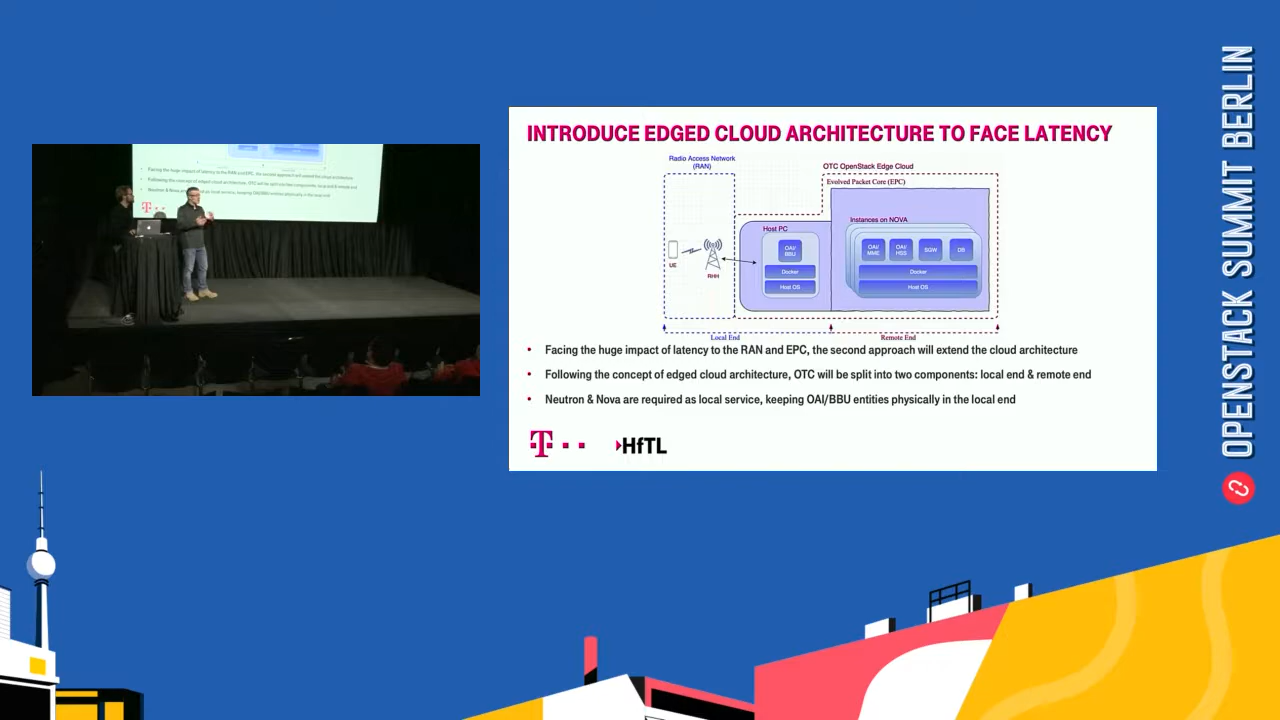 INTRODUCE EDGED CLOUD ARCHITECTURE TO FACE LATENCY
Radio Access Network
(RAN)
OTC OpenStack Edge Cloud
Evolved Packet Core (EPC)
Instances on NOVA
Host PC
OAI/
BBU
OAI/
MME
OAI/
HSS
SGW
DB
UE
RHH
Docker
Docker
Host OS
Host OS
Local End
Remote End
• Facing the huge impact of latency to the RAN and EPC, the second approach will extend the cloud architecture
• Following the concept of edged cloud architecture, OTC will be split into two components: local end & remote end
• Neutron & Nova are required as local service, keeping OAI/BBU entities physically in the local end
T
HfTL
OPENSTACK SUMMIT BERLIN